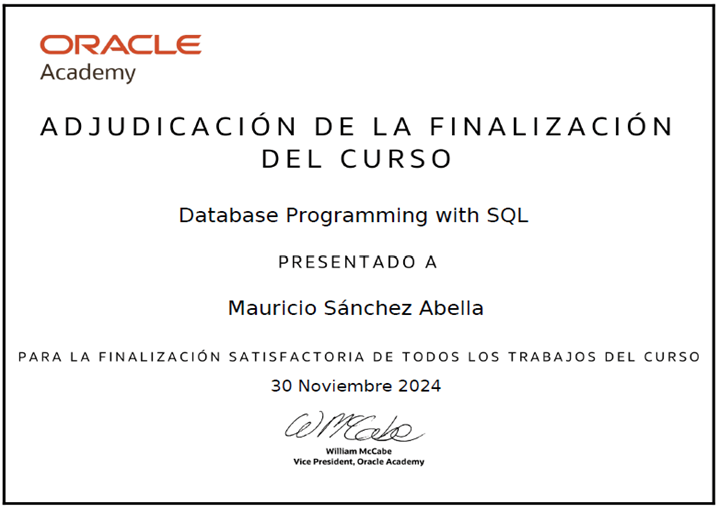 ORACLE
Academy
ADJUDICACIÓN DE LA FINALIZACIÓN
DEL CURSO
Database Programming with SQL
PRESENTADO A
Mauricio Sánchez Abella
PARA LA FINALIZACIÓN SATISFACTORIA DE TODOS LOS TRABAJOS DEL CURSO
30 Noviembre 2024
W McCabe
William McCabe
Vice President, Oracle Academy